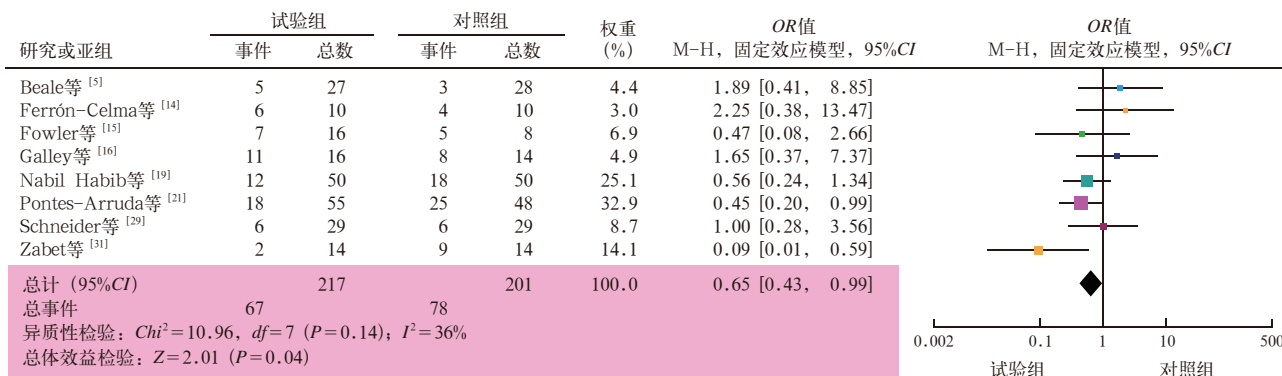 试验组 对照组 权重 OR值 OR值
研究或亚组 事件 总数 事件 总数 (%) M-H，固定效应模型，95%CI M-H，固定效应模型，95%CI
Beale等 [5] 5 27 3 28 4.4 1.89 [0.41, 8.85]
Ferrón-Celma等 [14] 6 10 4 10 3.0 2.25 [0.38, 13.47]
Fowler等 [15] 7 16 5 8 6.9 0.47 [0.08, 2.66]
Galley等 [16] 11 16 8 14 4.9 1.65 [0.37, 7.37]
Nabil Habib等 [19] 12 50 18 50 25.1 0.56 [0.24, 1.34]
Pontes-Arruda等 [21] 18 55 25 48 32.9 0.45 [0.20, 0.99]
Schneider等 [29] 6 29 6 29 8.7 1.00 [0.28, 3.56]
Zabet等 [31] 2 14 9 14 14.1 0.09 [0.01, 0.59]
总计 (95%CI) 217 201 100.0 0.65 [0.43, 0.99]
总事件 67 78
异质性检验：Chi²=10.96, df=7 (P=0.14)；I²=36%
总体效益检验：Z=2.01 (P=0.04)
0.002 0.1 1 10 500
试验组 对照组